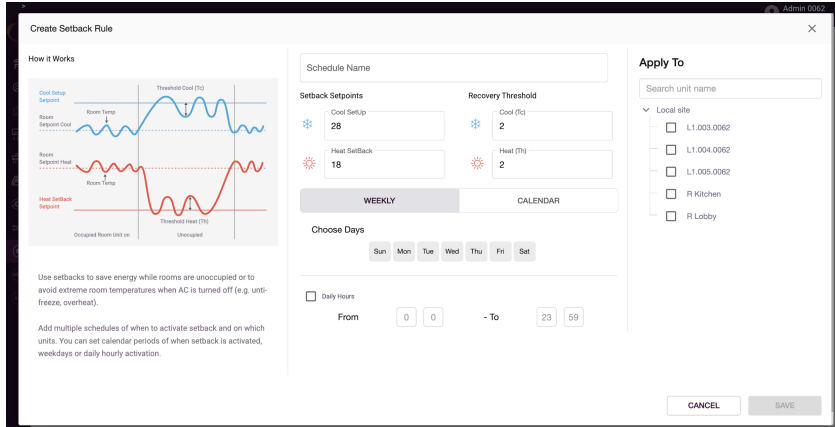 >
Admin 0062
Create Setback Rule
How it Works
Cool Setup
Setpoint
Room
Setpoint Cool
Room Temp
Threshold Cool (Tc)
Room
Setpoint Heat
Room Temp
Heat SetBack
Setpoint
Threshold Heat (Th)
Occupied Room Unit on
Unocupied
Use setbacks to save energy while rooms are unoccupied or to
avoid extreme room temperatures when AC is turned off (e.g. unti-
freeze, overheat).
Add multiple schedules of when to activate setback and on which
units. You can set calendar periods of when setback is activated,
weekdays or daily hourly activation.
Schedule Name
Setback Setpoints
Recovery Threshold
Cool SetUp
28
Cool (Tc)
2
Heat SetBack
18
Heat (Th)
2
WEEKLY
CALENDAR
Choose Days
Sun Mon Tue Wed Thu Fri Sat
Daily Hours
From 0 0 - To 23 59
Apply To
Search unit name
Local site
L1.003.0062
L1.004.0062
L1.005.0062
R Kitchen
R Lobby
CANCEL
SAVE